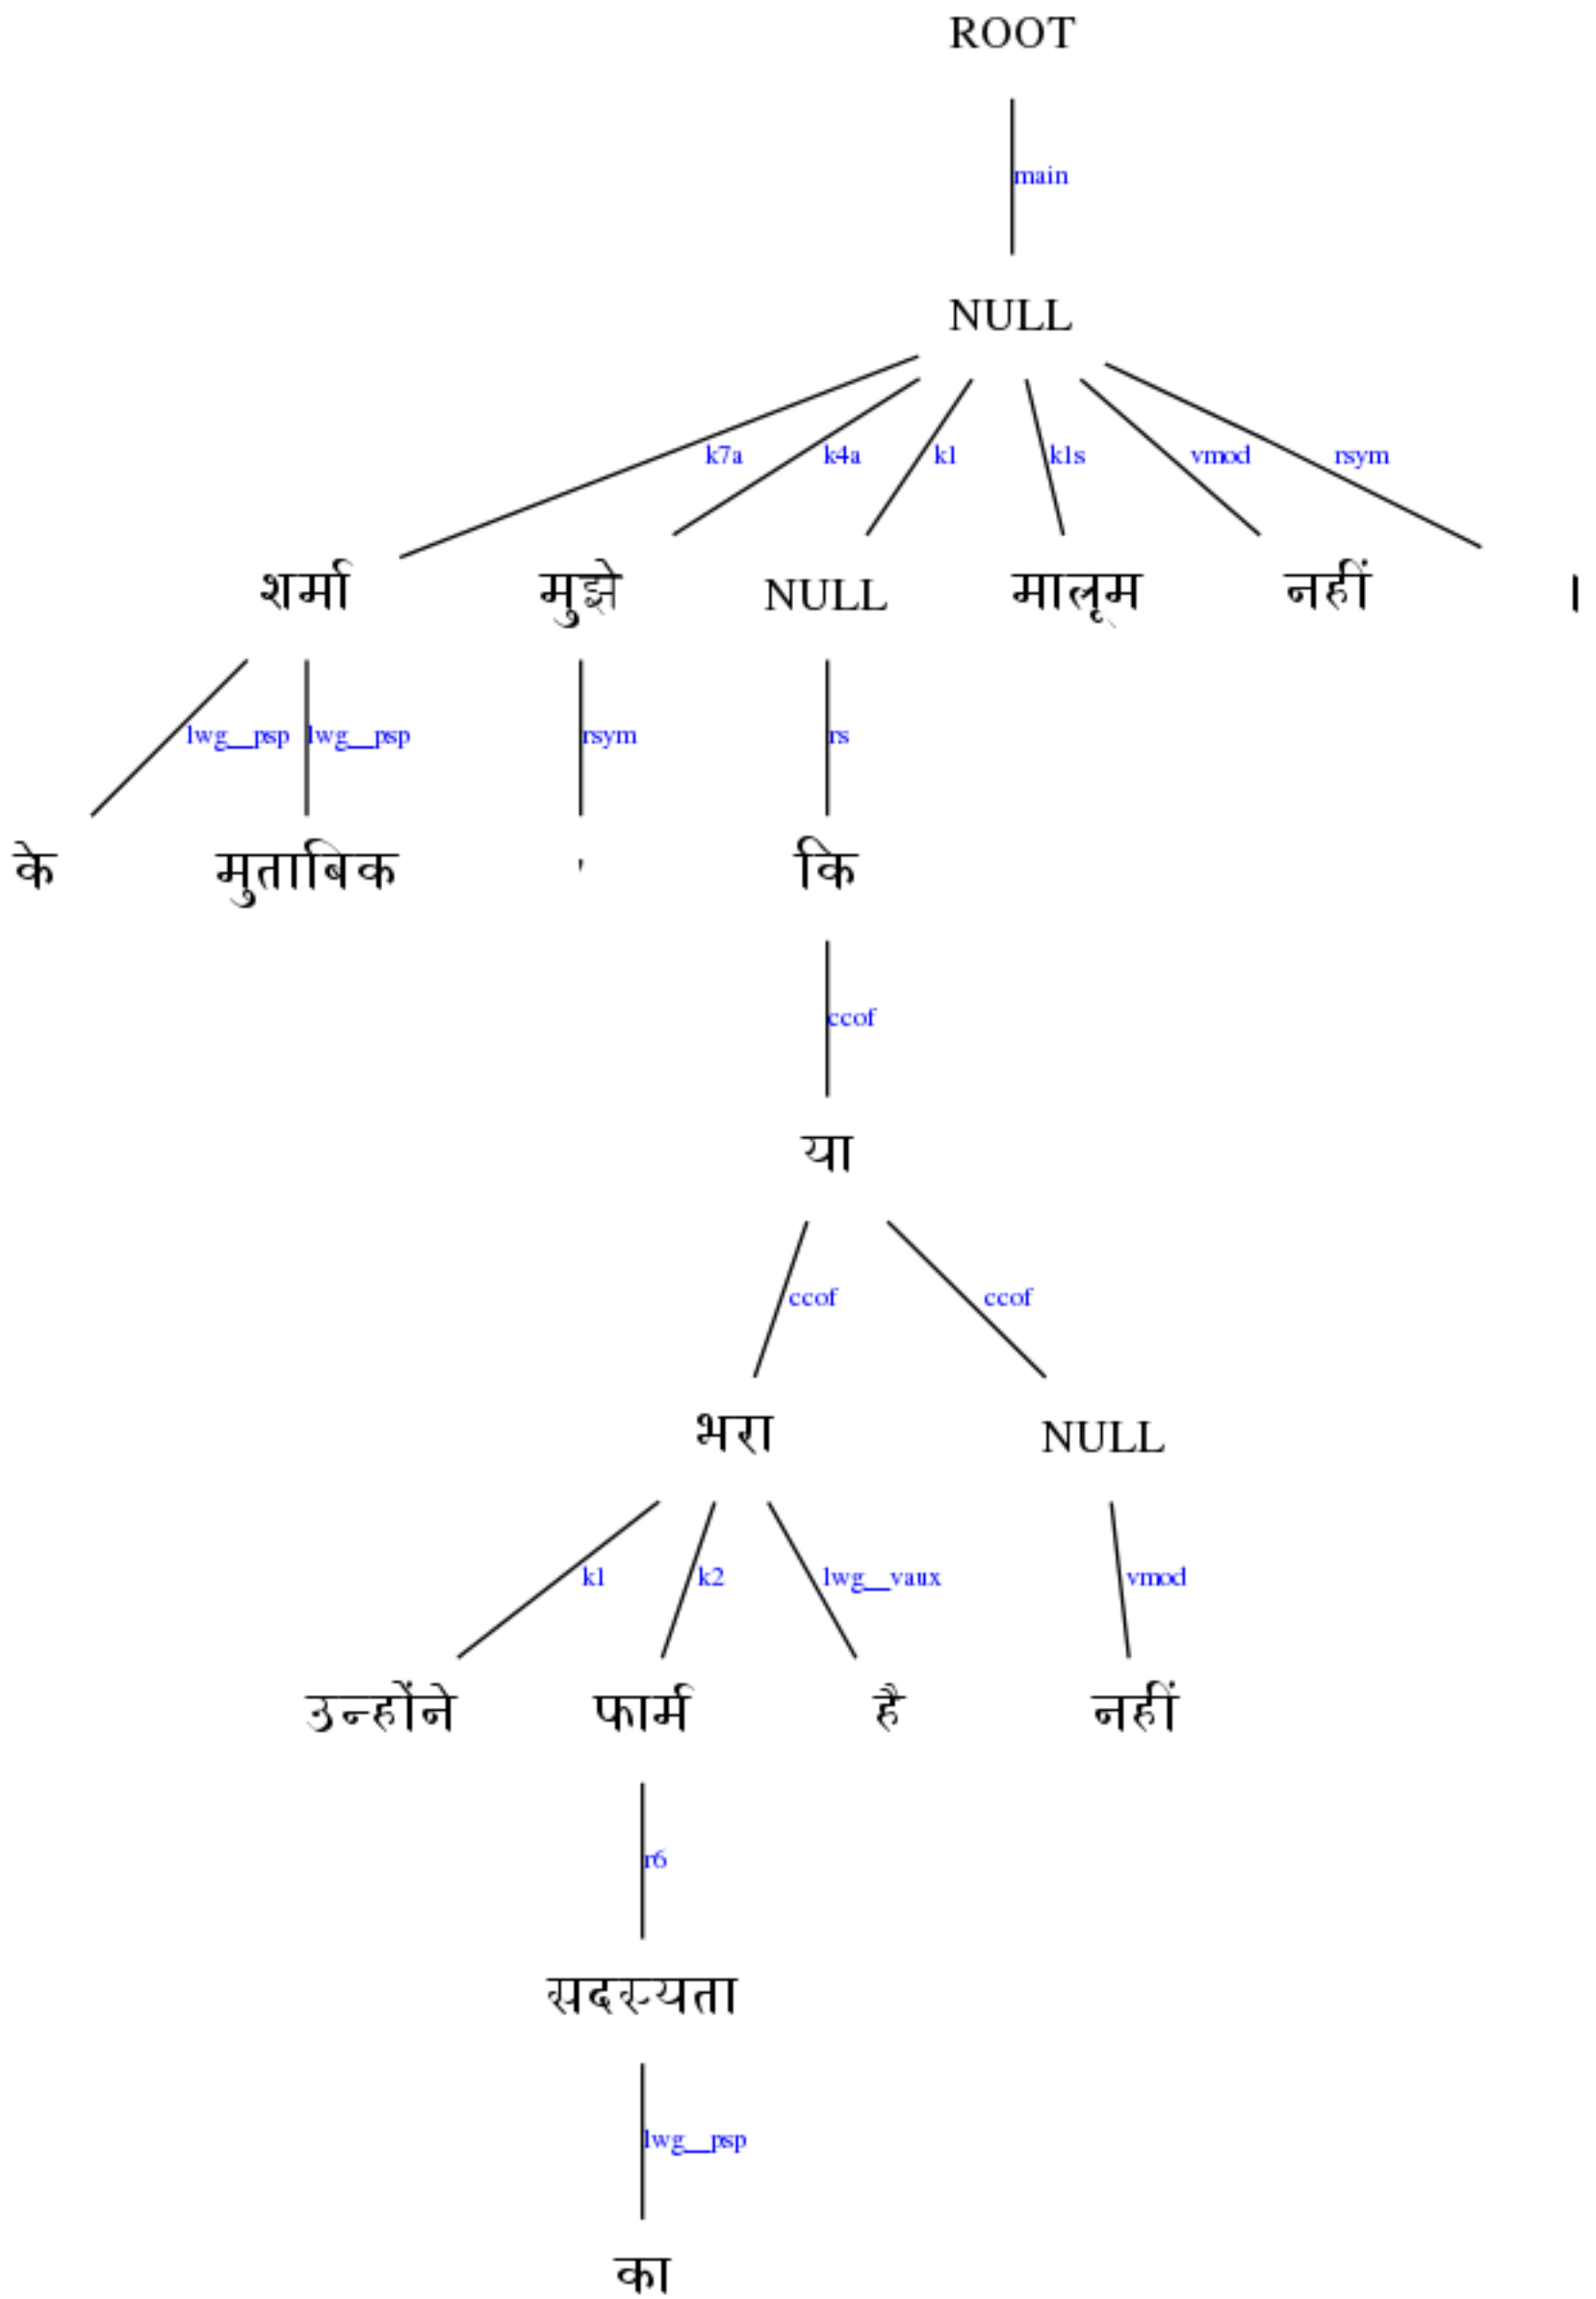 ROOT
main
NULL
k7a k4a k1 k1s vmod rsym
शर्मा मुझे NULL मालूम नहीं ।
lwg__psp lwg__psp rsym rs
के मुताबिक ' कि
ccof
या
ccof ccof
भरा NULL
k1 k2 lwg__vaux vmod
उन्होंने फार्म है नहीं
r6
सदस्यता
lwg__psp
का